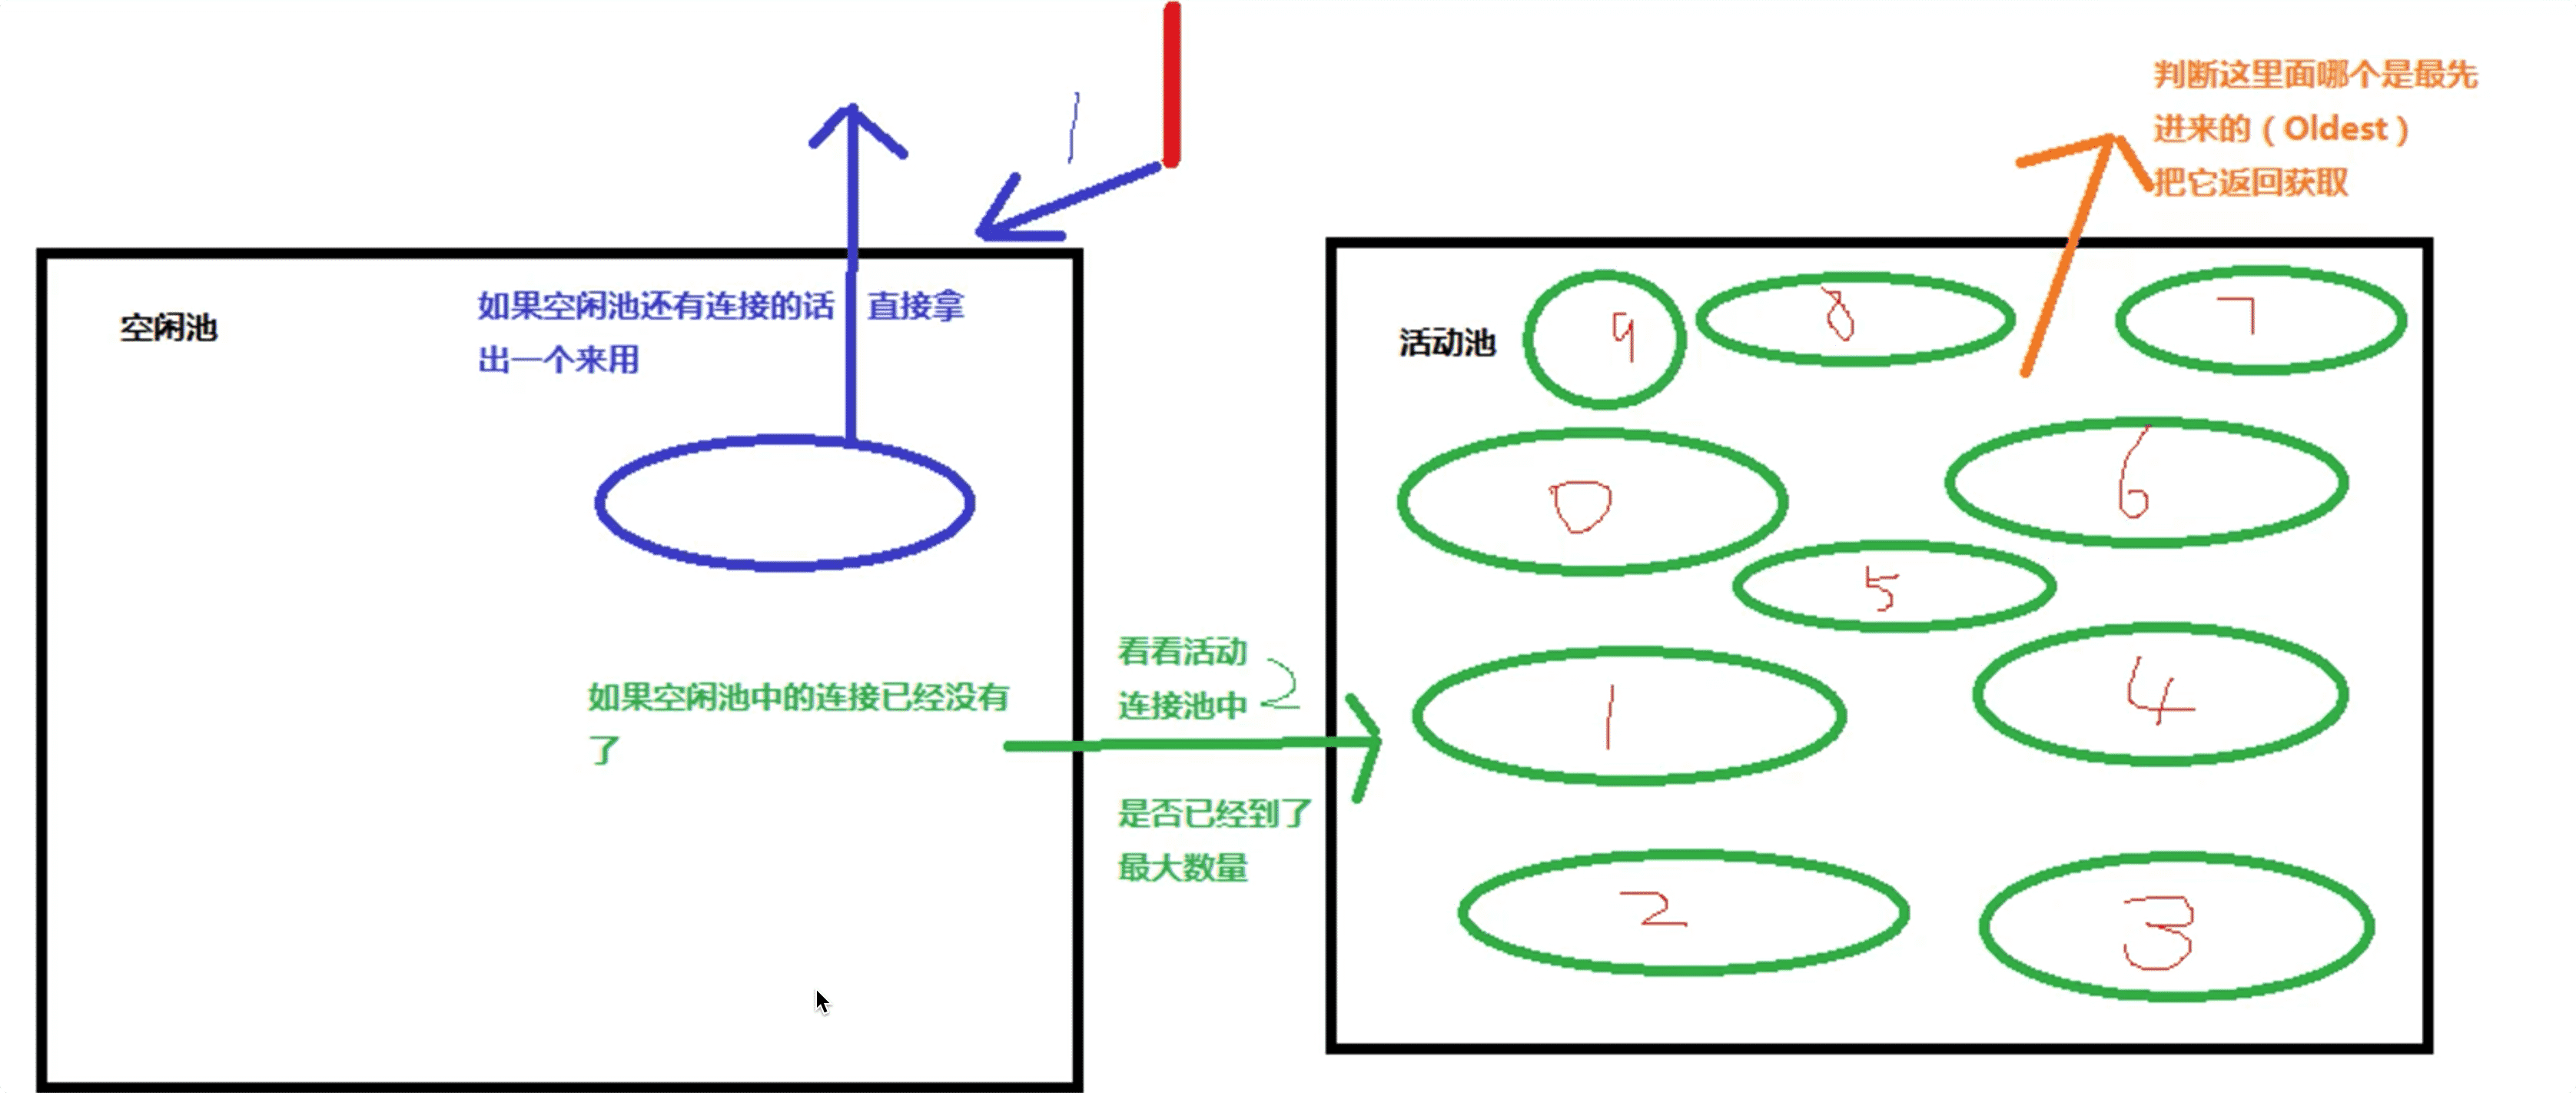 1
判断这里面哪个是最先
进来的（Oldest）
把它返回获取
空闲池
如果空闲池还有连接的话 直接拿
出一个来用
如果空闲池中的连接已经没有
了
看看活动
连接池中 2
是否已经到了
最大数量
活动池
9 8 7
0 6
5
1 4
2 3